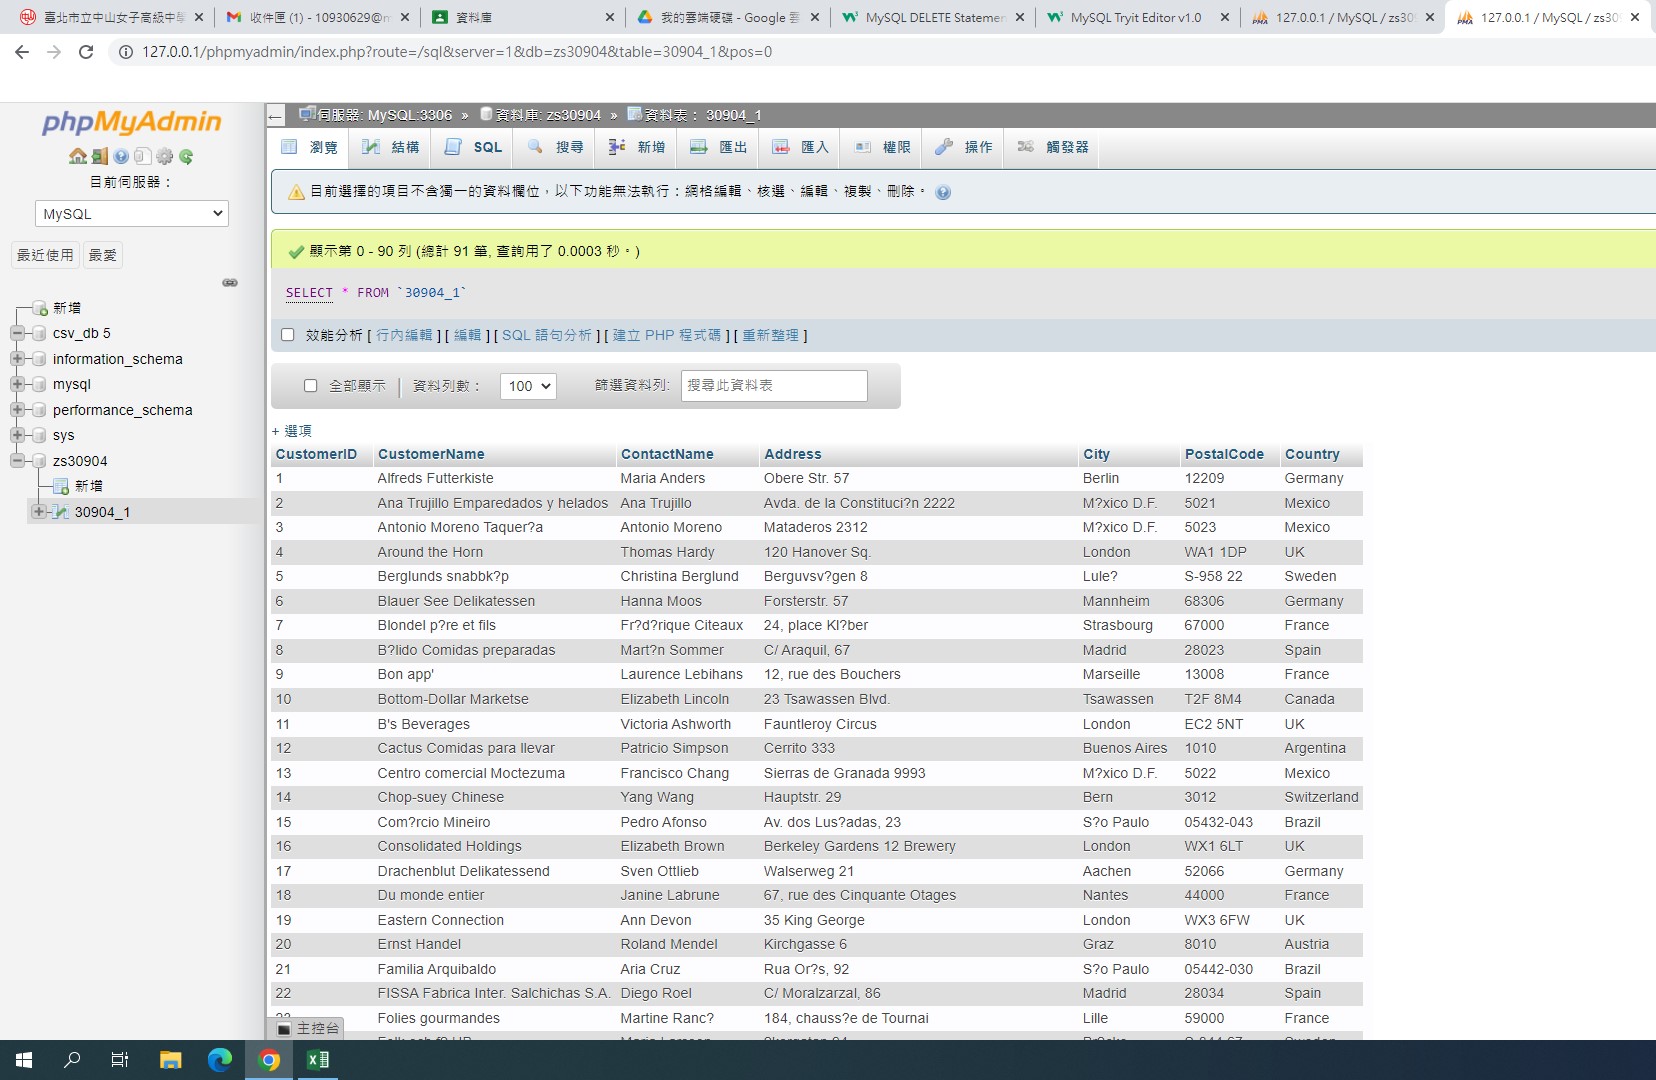 臺北市立中山女子高級中學
收件匣 (1) - 10930629@m
資料庫
我的雲端硬碟 - Google 雲
MySQL DELETE Statemen
MySQL Tryit Editor v1.0
127.0.0.1 / MySQL / zs309
127.0.0.1 / MySQL / zs309
127.0.0.1/phpmyadmin/index.php?route=/sql&server=1&db=zs30904&table=30904_1&pos=0
phpMyAdmin
目前伺服器：
MySQL
最近使用 最愛
新增
csv_db 5
information_schema
mysql
performance_schema
sys
zs30904
新增
30904_1
伺服器: MySQL:3306 » 資料庫: zs30904 » 資料表： 30904_1
瀏覽 結構 SQL 搜尋 新增 匯出 匯入 權限 操作 觸發器
目前選擇的項目不含獨一的資料欄位，以下功能無法執行：網格編輯、核選、編輯、複製、刪除。
顯示第 0 - 90 列 (總計 91 筆, 查詢用了 0.0003 秒。)
SELECT * FROM `30904_1`
效能分析 [ 行內編輯 ] [ 編輯 ] [ SQL 語句分析 ] [ 建立 PHP 程式碼 ] [ 重新整理 ]
全部顯示 | 資料列數： 100 篩選資料列: 搜尋此資料表
+ 選項
CustomerID CustomerName ContactName Address City PostalCode Country
1 Alfreds Futterkiste Maria Anders Obere Str. 57 Berlin 12209 Germany
2 Ana Trujillo Emparedados y helados Ana Trujillo Avda. de la Constituci?n 2222 M?xico D.F. 5021 Mexico
3 Antonio Moreno Taquer?a Antonio Moreno Mataderos 2312 M?xico D.F. 5023 Mexico
4 Around the Horn Thomas Hardy 120 Hanover Sq. London WA1 1DP UK
5 Berglunds snabbk?p Christina Berglund Berguvsv?gen 8 Lule? S-958 22 Sweden
6 Blauer See Delikatessen Hanna Moos Forsterstr. 57 Mannheim 68306 Germany
7 Blondel p?re et fils Fr?d?rique Citeaux 24, place Kl?ber Strasbourg 67000 France
8 B?lido Comidas preparadas Mart?n Sommer C/ Araquil, 67 Madrid 28023 Spain
9 Bon app' Laurence Lebihans 12, rue des Bouchers Marseille 13008 France
10 Bottom-Dollar Marketse Elizabeth Lincoln 23 Tsawassen Blvd. Tsawassen T2F 8M4 Canada
11 B's Beverages Victoria Ashworth Fauntleroy Circus London EC2 5NT UK
12 Cactus Comidas para llevar Patricio Simpson Cerrito 333 Buenos Aires 1010 Argentina
13 Centro comercial Moctezuma Francisco Chang Sierras de Granada 9993 M?xico D.F. 5022 Mexico
14 Chop-suey Chinese Yang Wang Hauptstr. 29 Bern 3012 Switzerland
15 Com?rcio Mineiro Pedro Afonso Av. dos Lus?adas, 23 S?o Paulo 05432-043 Brazil
16 Consolidated Holdings Elizabeth Brown Berkeley Gardens 12 Brewery London WX1 6LT UK
17 Drachenblut Delikatessend Sven Ottlieb Walserweg 21 Aachen 52066 Germany
18 Du monde entier Janine Labrune 67, rue des Cinquante Otages Nantes 44000 France
19 Eastern Connection Ann Devon 35 King George London WX3 6FW UK
20 Ernst Handel Roland Mendel Kirchgasse 6 Graz 8010 Austria
21 Familia Arquibaldo Aria Cruz Rua Or?s, 92 S?o Paulo 05442-030 Brazil
22 FISSA Fabrica Inter. Salchichas S.A. Diego Roel C/ Moralzarzal, 86 Madrid 28034 Spain
Folies gourmandes Martine Ranc? 184, chauss?e de Tournai Lille 59000 France
主控台